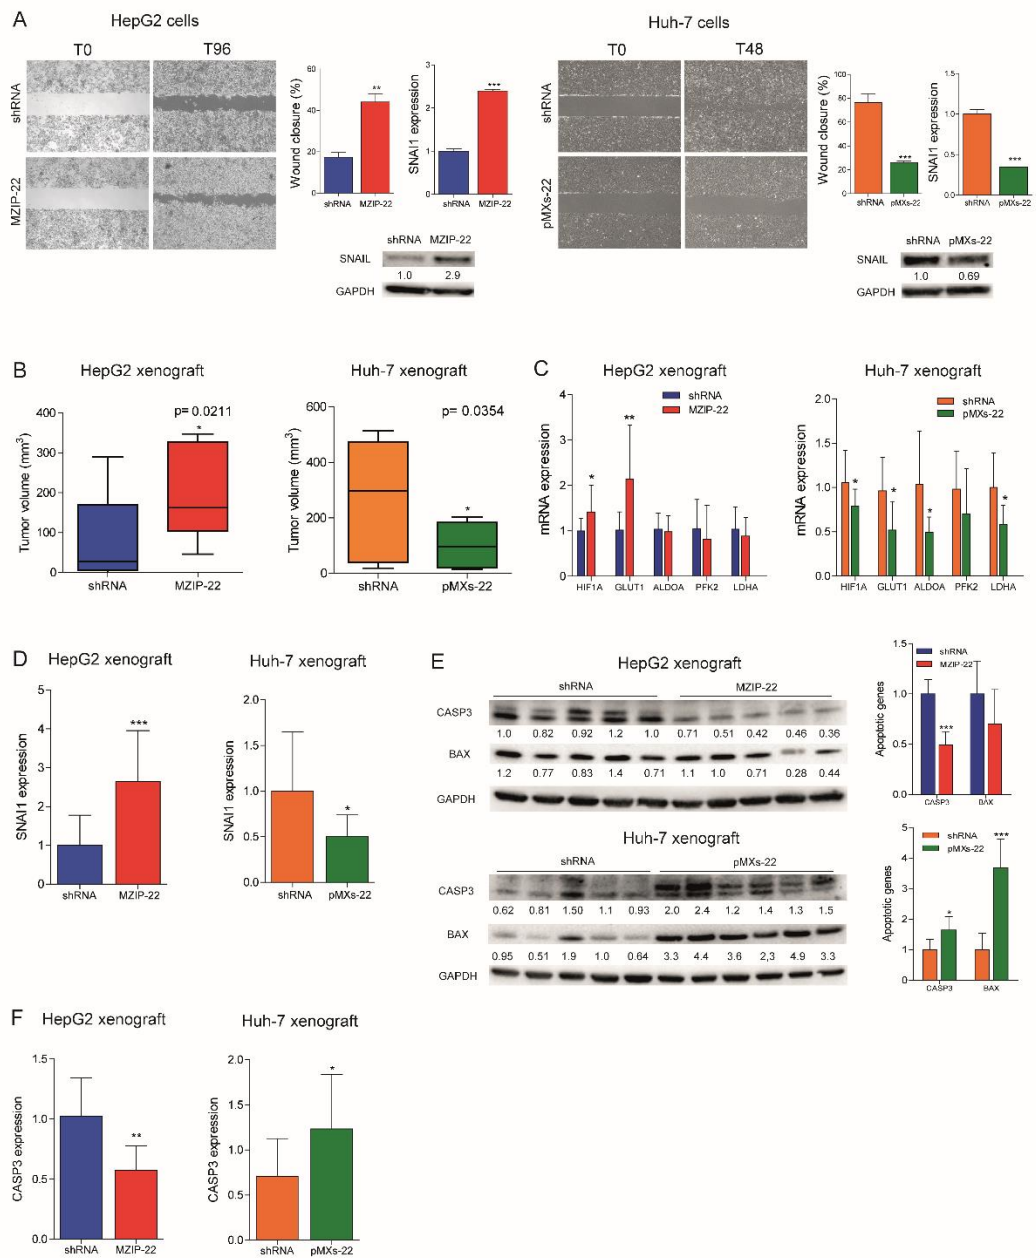 A
HepG2 cells
Huh-7 cells
T0
T96
T0
T48
shRNA
MZIP-22
Wound closure (%)
60
40
20
0
**
shRNA
MZIP-22
SNAI1 expression
3
2
1
0
***
shRNA
MZIP-22
shRNA
pMXs-22
Wound closure (%)
100
80
60
40
20
0
***
shRNA
pMXs-22
SNAI1 expression
1.5
1.0
0.5
0.0
***
shRNA
pMXs-22
shRNA MZIP-22
SNAIL
1.0 2.9
GAPDH
shRNA pMXs-22
SNAIL
1.0 0.69
GAPDH
B
HepG2 xenograft
Tumor volume (mm3)
400
300
200
100
0
p= 0.0211
*
shRNA
MZIP-22
Huh-7 xenograft
Tumor volume (mm3)
600
400
200
0
p= 0.0354
*
shRNA
pMXs-22
C
HepG2 xenograft
mRNA expression
4
3
2
1
0
shRNA
MZIP-22
*
**
HIF1A GLUT1 ALDOA PFK2 LDHA
Huh-7 xenograft
mRNA expression
2.0
1.5
1.0
0.5
0.0
shRNA
pMXs-22
* * * *
HIF1A GLUT1 ALDOA PFK2 LDHA
D
HepG2 xenograft
SNAI1 expression
5
4
3
2
1
0
***
shRNA
MZIP-22
Huh-7 xenograft
SNAI1 expression
2.0
1.5
1.0
0.5
0.0
*
shRNA
pMXs-22
E
HepG2 xenograft
shRNA MZIP-22
CASP3
1.0 0.82 0.92 1.2 1.0 0.71 0.51 0.42 0.46 0.36
BAX
1.2 0.77 0.83 1.4 0.71 1.1 1.0 0.71 0.28 0.44
GAPDH
Apoptotic genes
1.5
1.0
0.5
0.0
shRNA
MZIP-22
***
CASP3 BAX
Huh-7 xenograft
shRNA pMXs-22
CASP3
0.62 0.81 1.50 1.1 0.93 2.0 2.4 1.2 1.4 1.3 1.5
BAX
0.95 0.51 1.9 1.0 0.64 3.3 4.4 3.6 2,3 4.9 3.3
GAPDH
Apoptotic genes
5
4
3
2
1
0
shRNA
pMXs-22
*
***
CASP3 BAX
F
HepG2 xenograft
CASP3 expression
1.5
1.0
0.5
0.0
**
shRNA
MZIP-22
Huh-7 xenograft
CASP3 expression
2.0
1.5
1.0
0.5
0.0
*
shRNA
pMXs-22